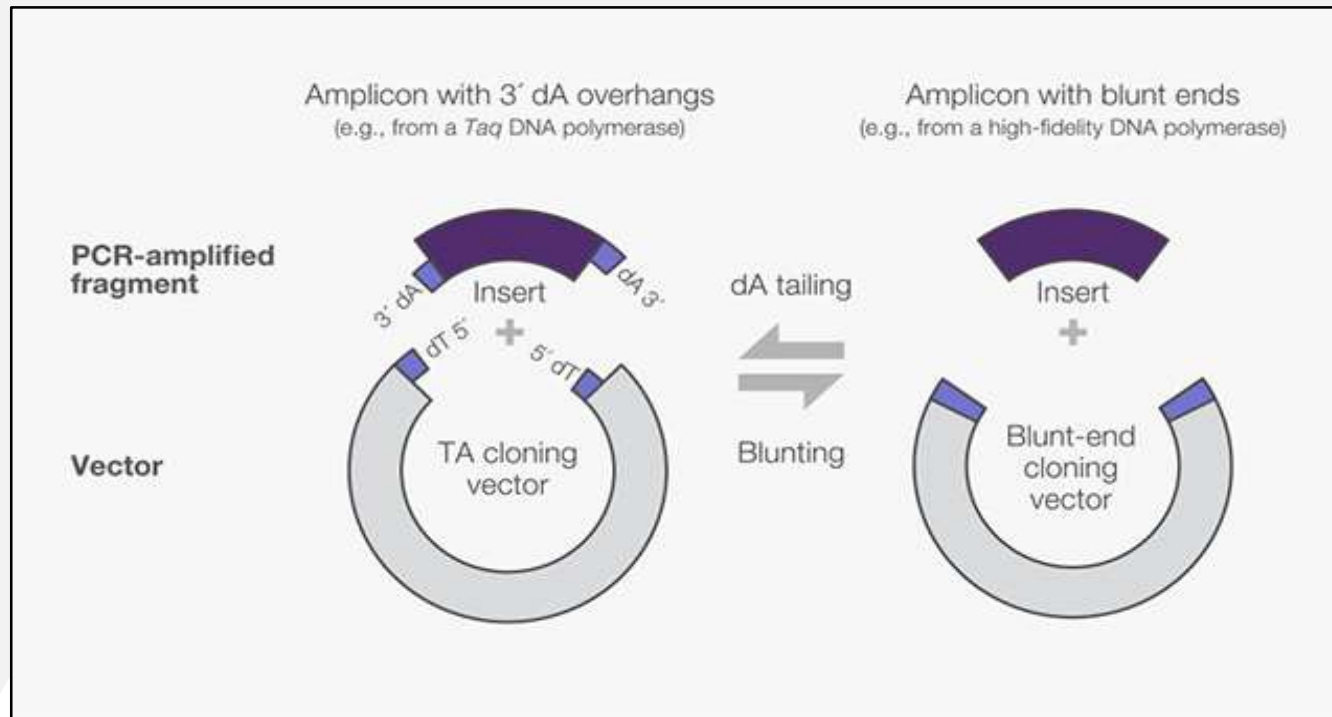 Amplicon with 3´ dA overhangs
(e.g., from a Taq DNA polymerase)
Amplicon with blunt ends
(e.g., from a high-fidelity DNA polymerase)
PCR-amplified
fragment
3´ dA
Insert
dA 3´
dT 5´
+
5´ dT
dA tailing
Insert
+
Vector
TA cloning
vector
Blunting
Blunt-end
cloning
vector